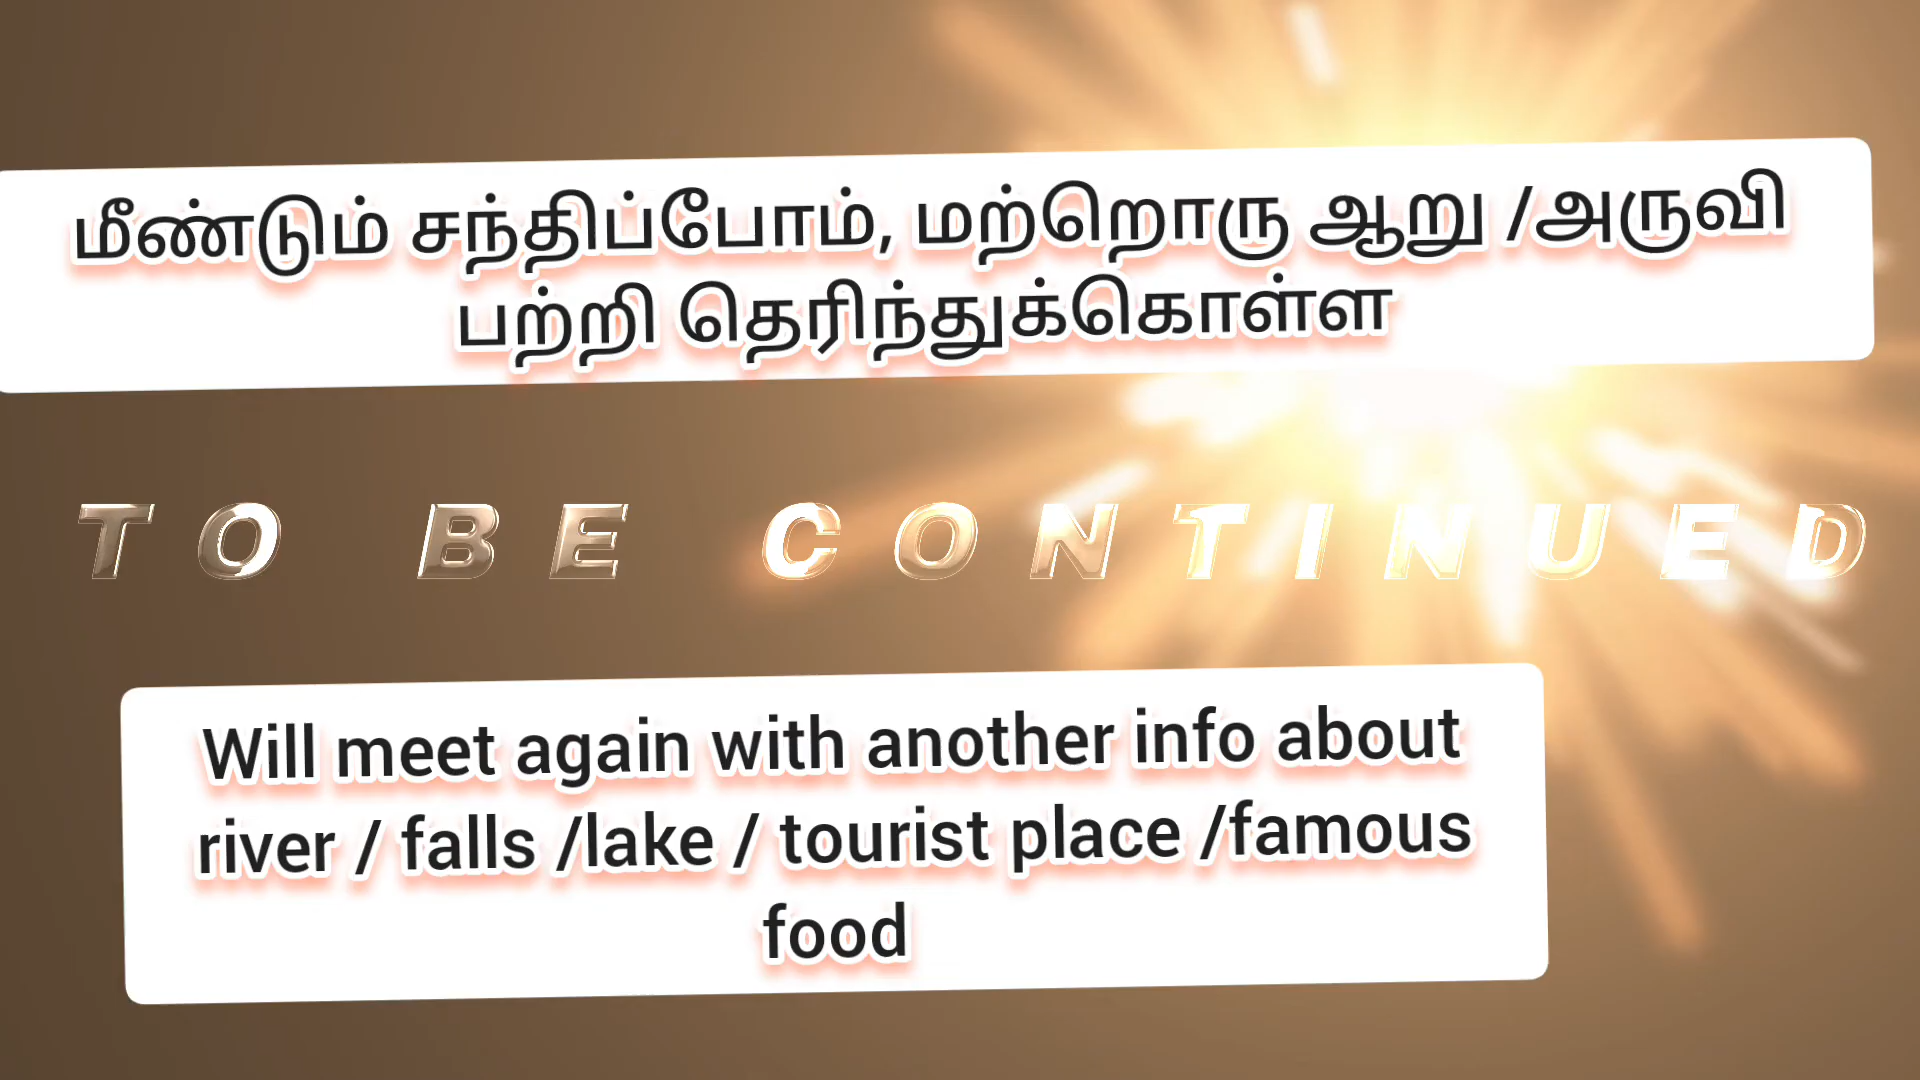 மீண்டும் சந்திப்போம், மற்றொரு ஆறு /அருவி
பற்றி தெரிந்துக்கொள்ள
TO BE CONTINUED
Will meet again with another info about
river / falls /lake / tourist place /famous
food